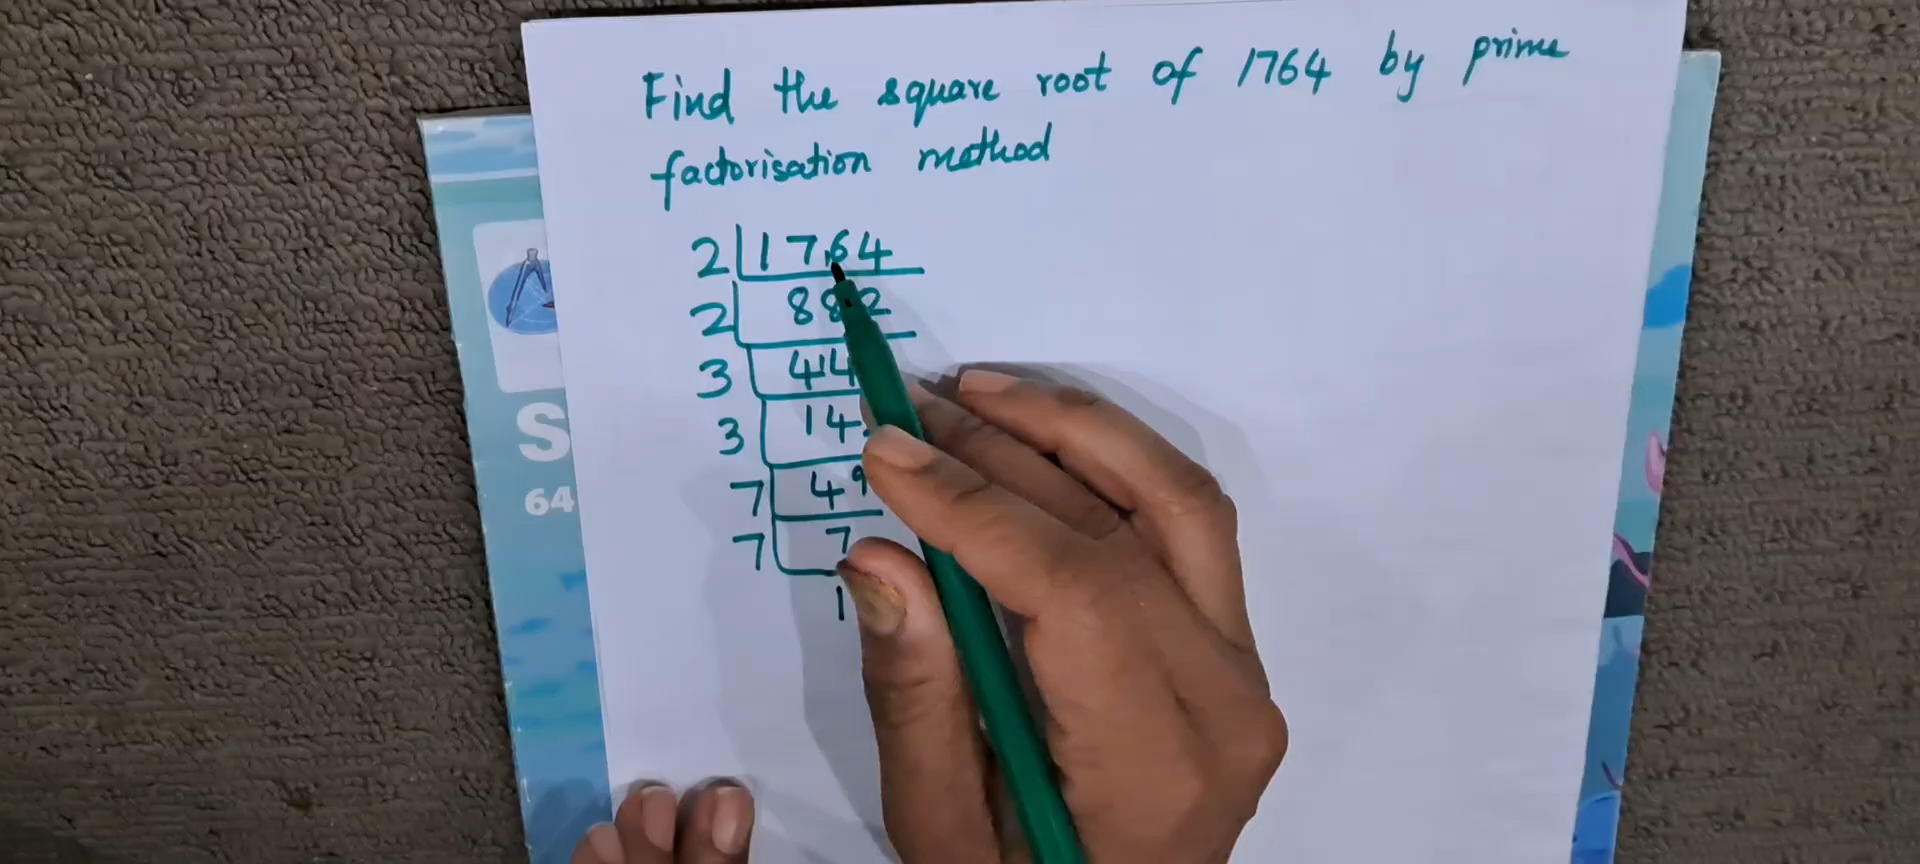 Find the square root of 1764 by prime
factorisation method
2 1764
2 882
3 44
3 14
7 49
7 7
1
S
64